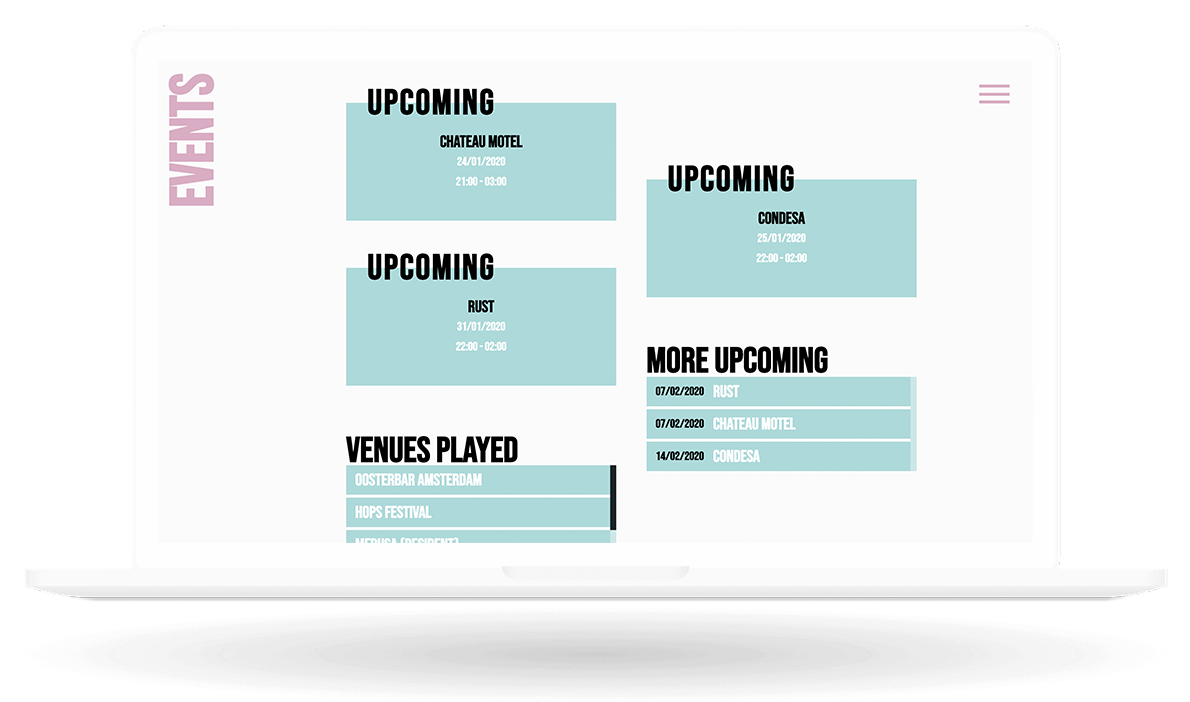 EVENTS
UPCOMING
CHATEAU MOTEL
24/01/2020
21:00 - 03:00
UPCOMING
CONDESA
25/01/2020
22:00 - 02:00
UPCOMING
RUST
31/01/2020
22:00 - 02:00
MORE UPCOMING
07/02/2020 RUST
07/02/2020 CHATEAU MOTEL
14/02/2020 CONDESA
VENUES PLAYED
OOSTERBAR AMSTERDAM
HOPS FESTIVAL
MEDUSA (RESIDENT)